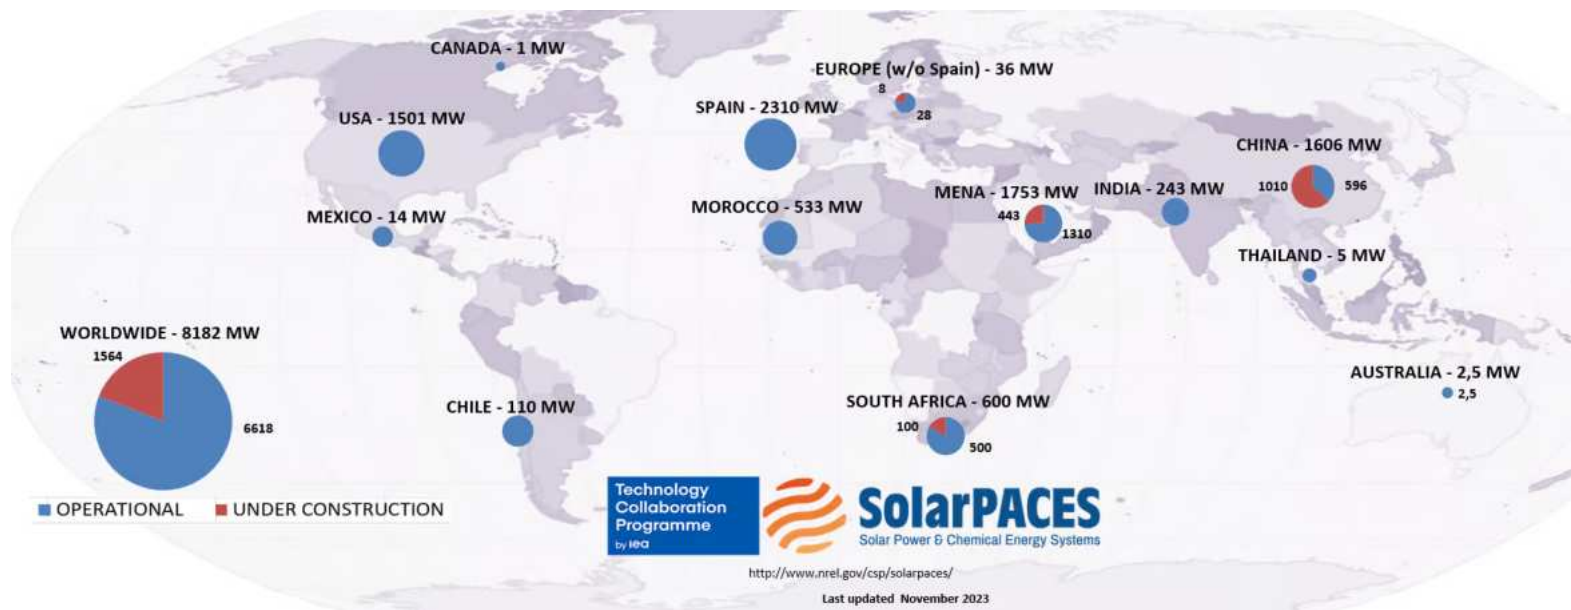 CANADA - 1 MW
EUROPE (w/o Spain) - 36 MW
8
28
USA - 1501 MW
SPAIN - 2310 MW
CHINA - 1606 MW
1010
596
MENA - 1753 MW
443
1310
INDIA - 243 MW
MEXICO - 14 MW
MOROCCO - 533 MW
THAILAND - 5 MW
WORLDWIDE - 8182 MW
1564
6618
AUSTRALIA - 2,5 MW
2,5
CHILE - 110 MW
SOUTH AFRICA - 600 MW
100
500
OPERATIONAL
UNDER CONSTRUCTION
Technology
Collaboration
Programme
by iea
SolarPACES
Solar Power & Chemical Energy Systems
http://www.nrel.gov/csp/solarpaces/
Last updated November 2023